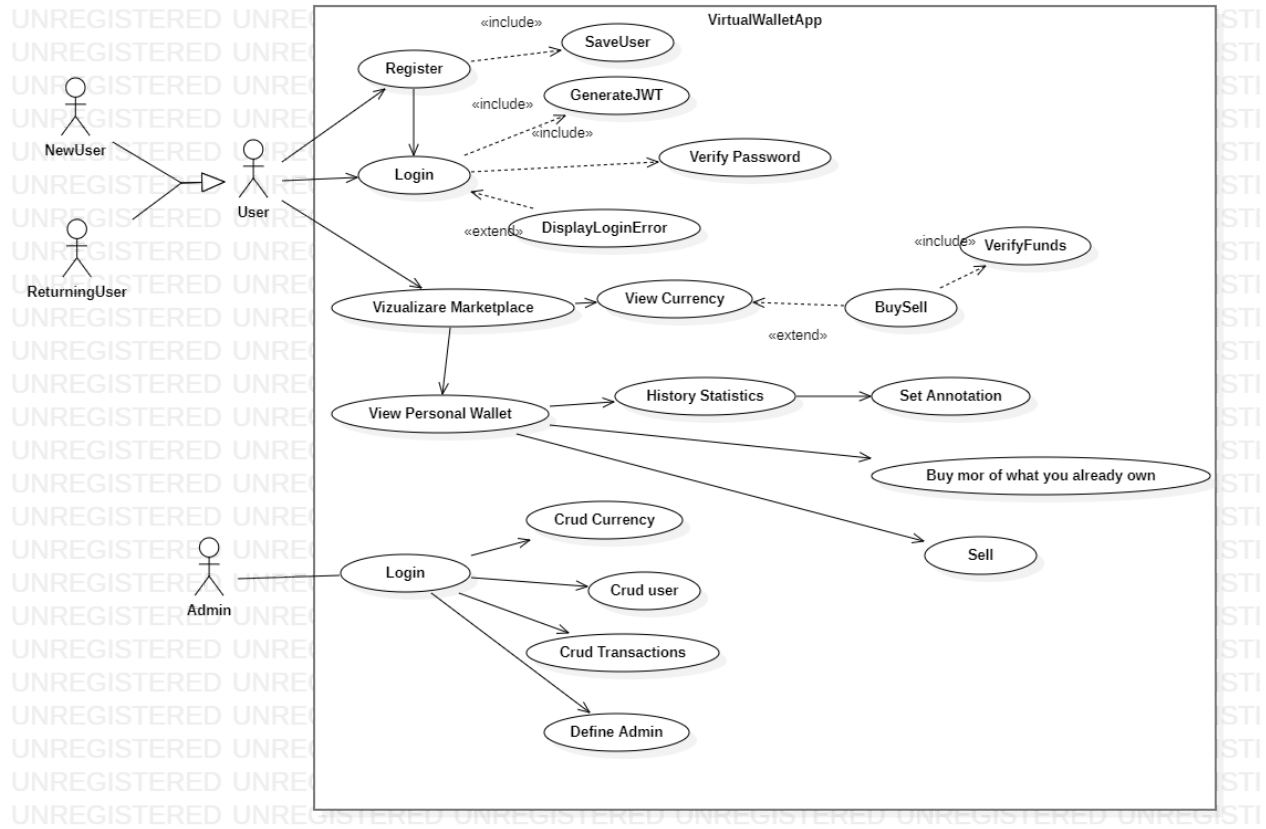 VirtualWalletApp
«include»
SaveUser
Register
GenerateJWT
«include»
«include»
NewUser
Verify Password
Login
User
DisplayLoginError
«extend»
«include»
VerifyFunds
ReturningUser
View Currency
Vizualizare Marketplace
BuySell
«extend»
History Statistics
Set Annotation
View Personal Wallet
Buy mor of what you already own
Crud Currency
Sell
Login
Crud user
Admin
Crud Transactions
Define Admin
UNREGISTERED